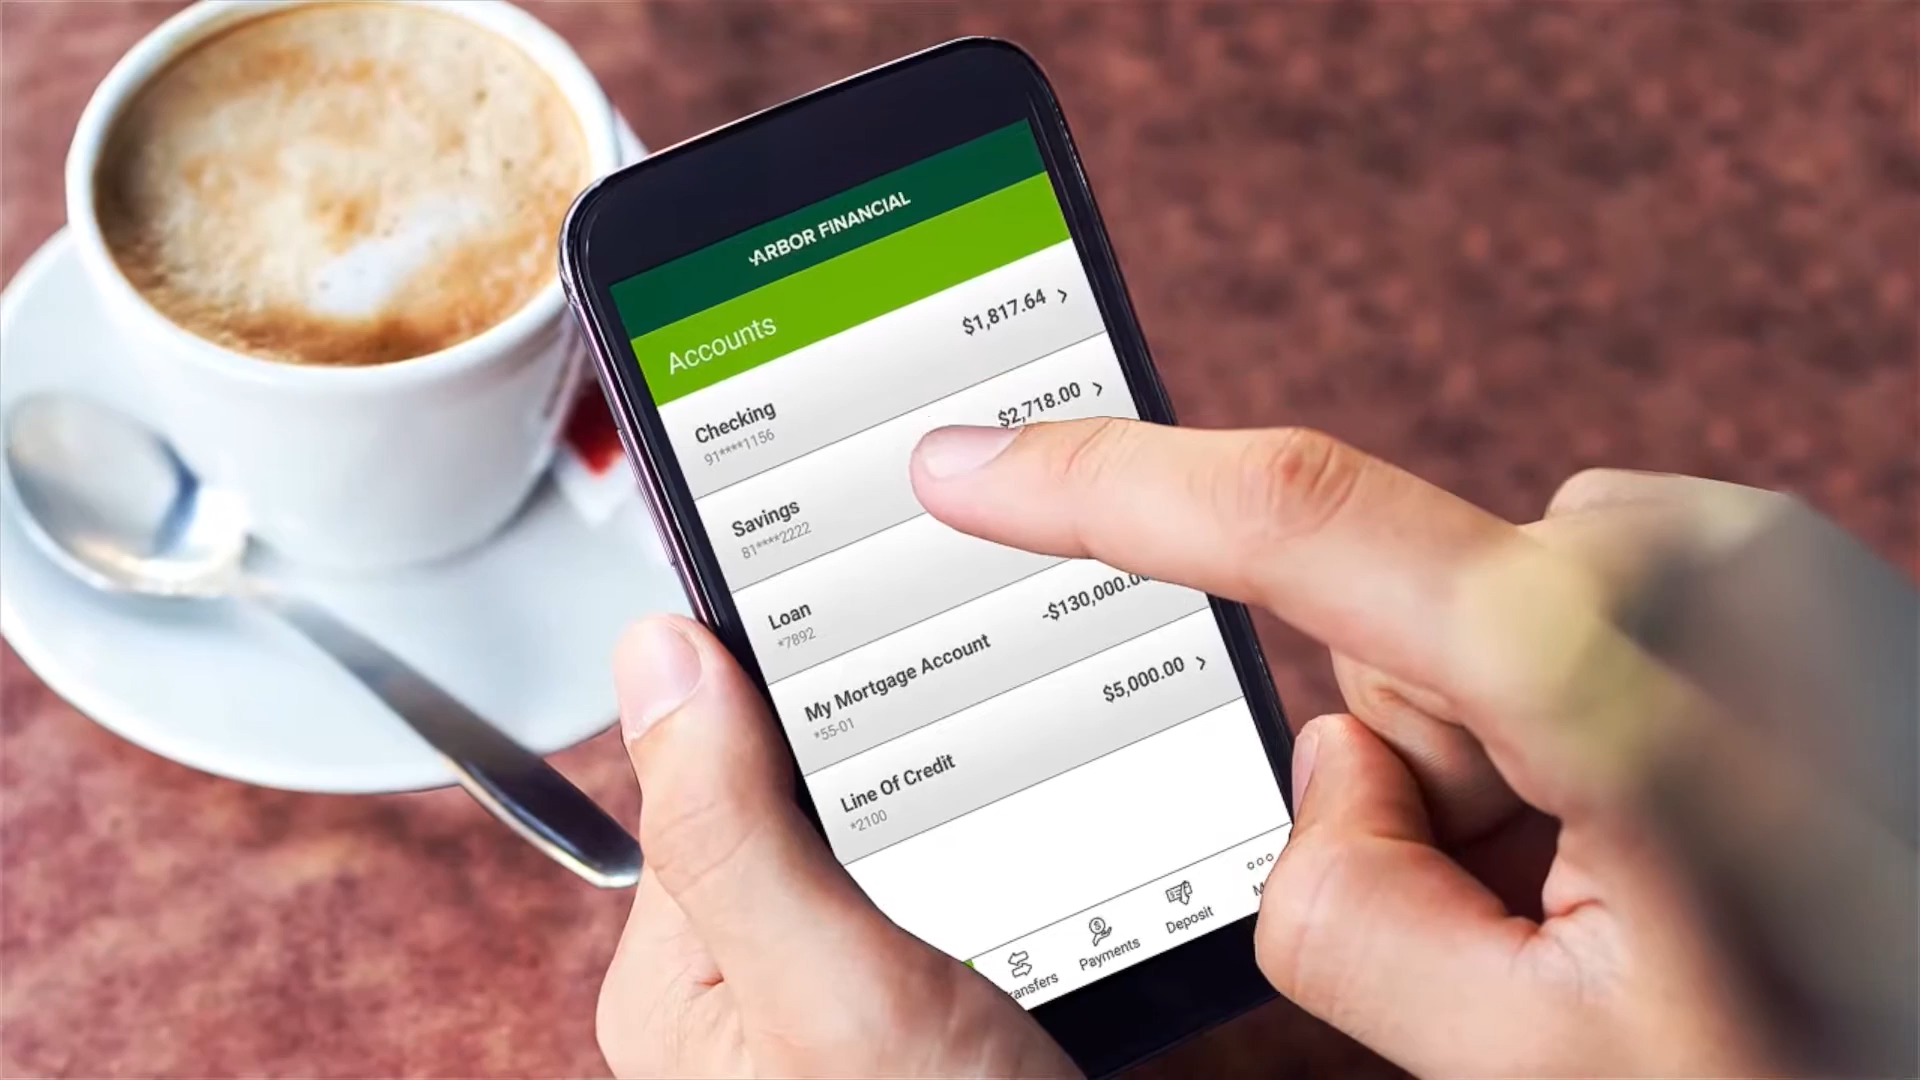 ARBOR FINANCIAL
Accounts
Checking
$1,817.64
91****1156
Savings
$2,718.00
81****2222
Loan
*7892
My Mortgage Account
-$130,000.00
*55-01
Line Of Credit
$5,000.00
*2100
Payments
Deposit